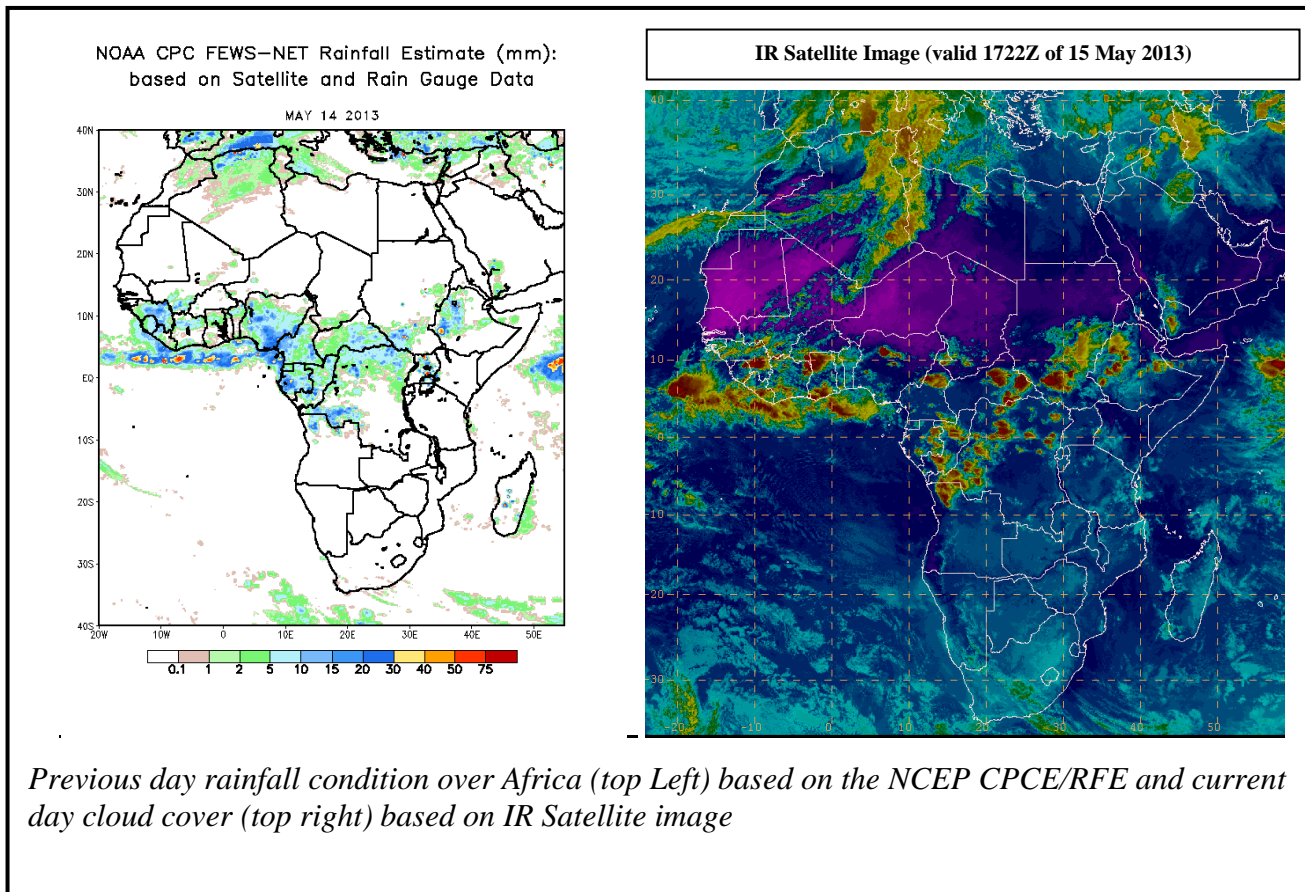 NOAA CPC FEWS-NET Rainfall Estimate (mm):
based on Satellite and Rain Gauge Data
MAY 14 2013
40N
30N
20N
10N
EQ
10S
20S
30S
40S
20W 10W 0 10E 20E 30E 40E 50E
0.1 1 2 5 10 15 20 30 40 50 75
IR Satellite Image (valid 1722Z of 15 May 2013)
40
30
20
10
0
-10
-20
-30
-20 -10 0 10 20 30 40 50
Previous day rainfall condition over Africa (top Left) based on the NCEP CPCE/RFE and current
day cloud cover (top right) based on IR Satellite image